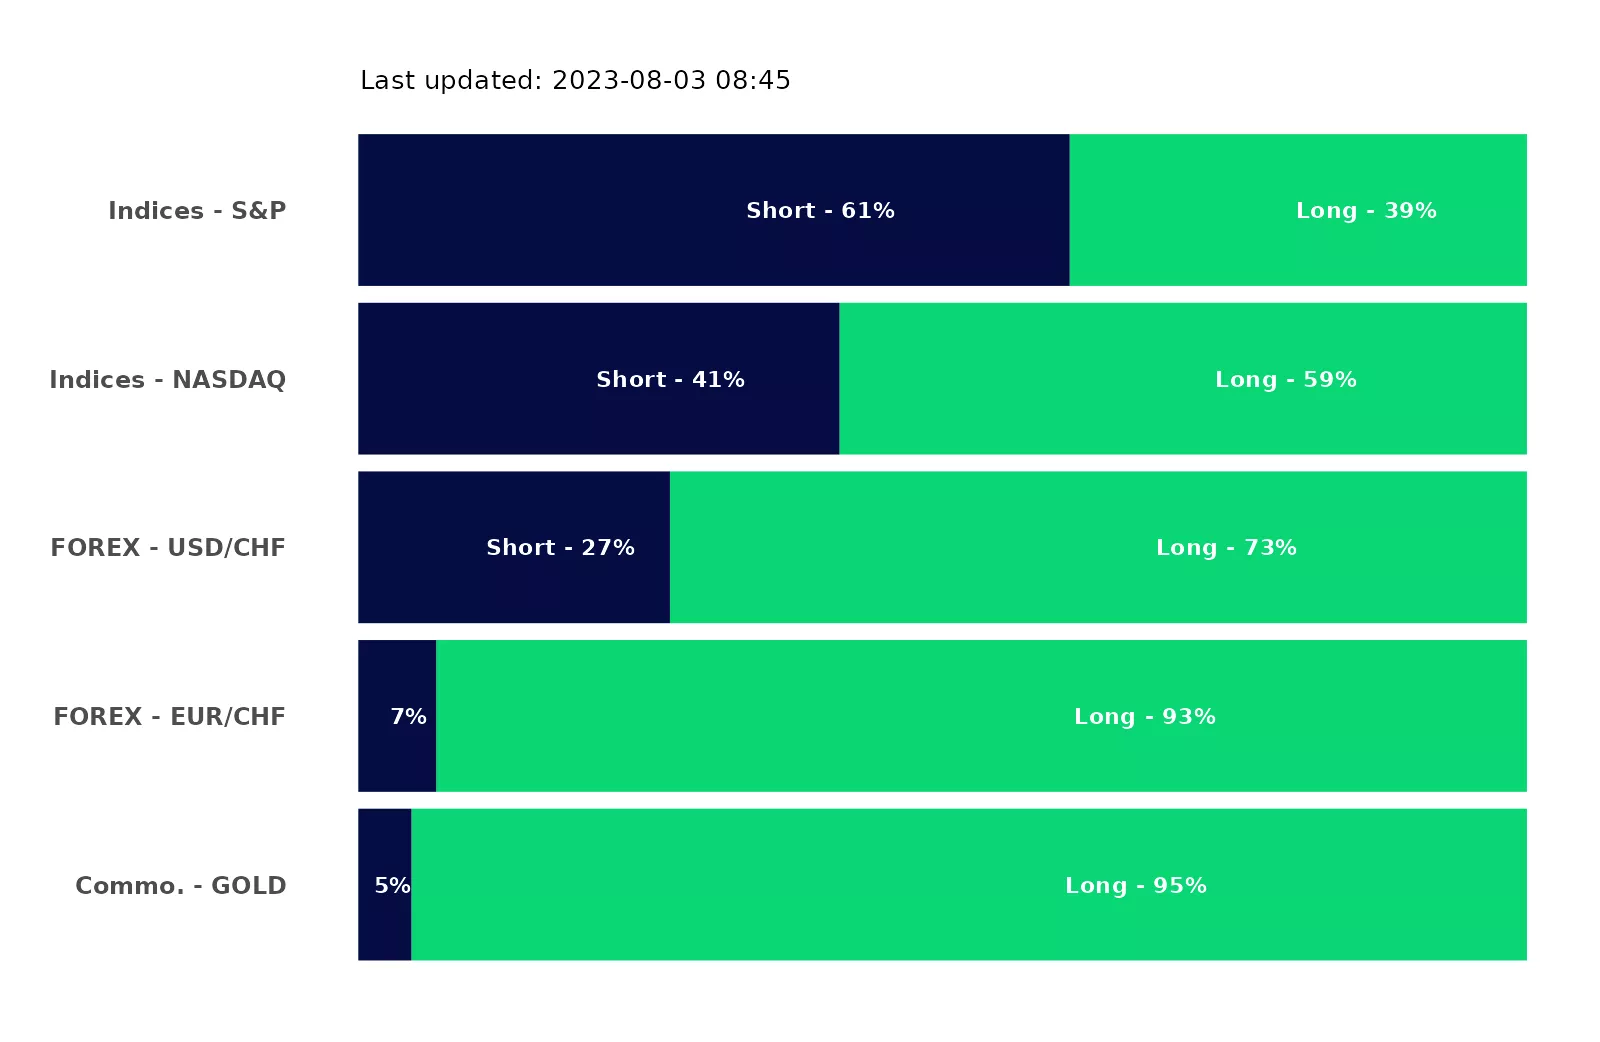 Last updated: 2023-08-03 08:45
Indices - S&P Short - 61% Long - 39%
Indices - NASDAQ Short - 41% Long - 59%
FOREX - USD/CHF Short - 27% Long - 73%
FOREX - EUR/CHF 7% Long - 93%
Commo. - GOLD 5% Long - 95%